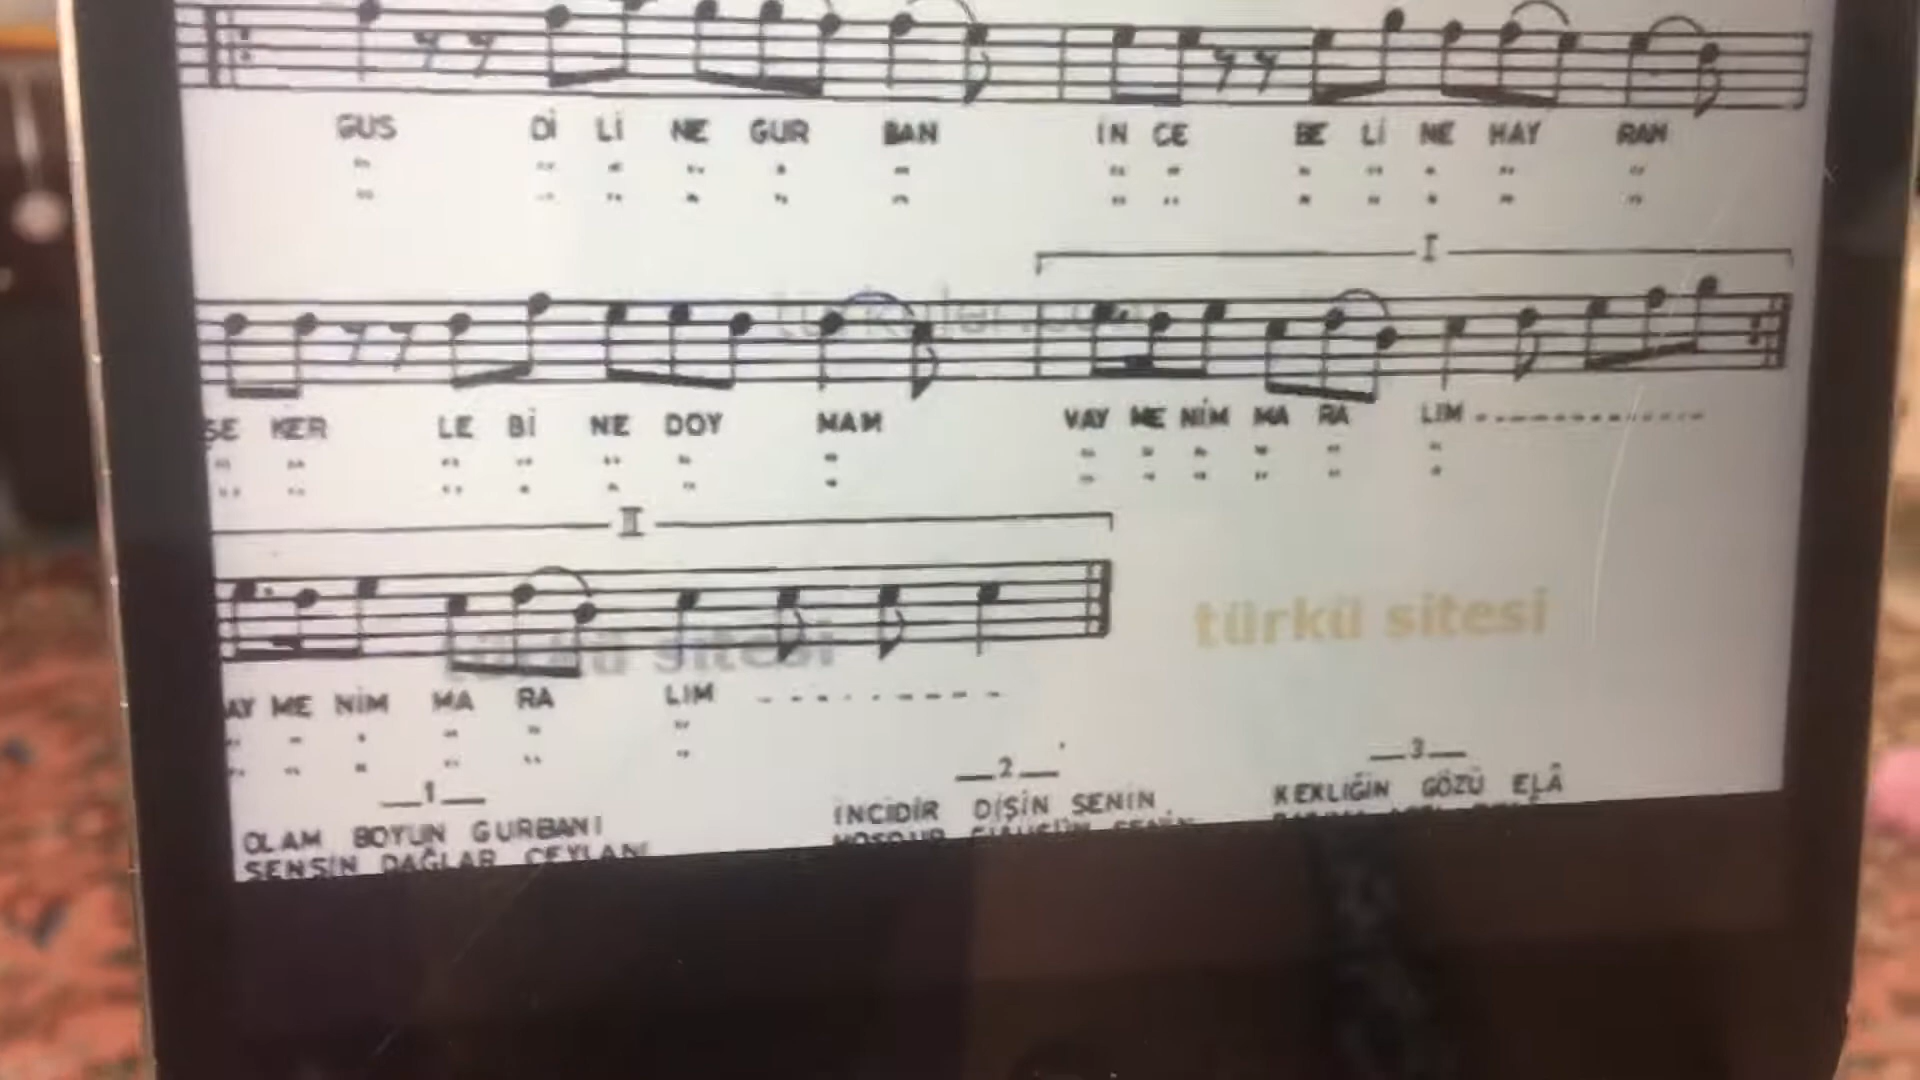 GUS Dİ Lİ NE GUR BAN İN CE BE Lİ NE HAY RAN
I
ŞE KER LE Bİ NE DOY MAM VAY ME NİM MA RA LIM
II
AY ME NİM MA RA LIM
türkü sitesi
türkü sitesi
1 2 3
OLAM BOYUN GURBANI İNCİDİR DİŞİN SENİN KEKLİĞİN GÖZÜ ELÂ
SENSİN DAĞLAR CEYLANI